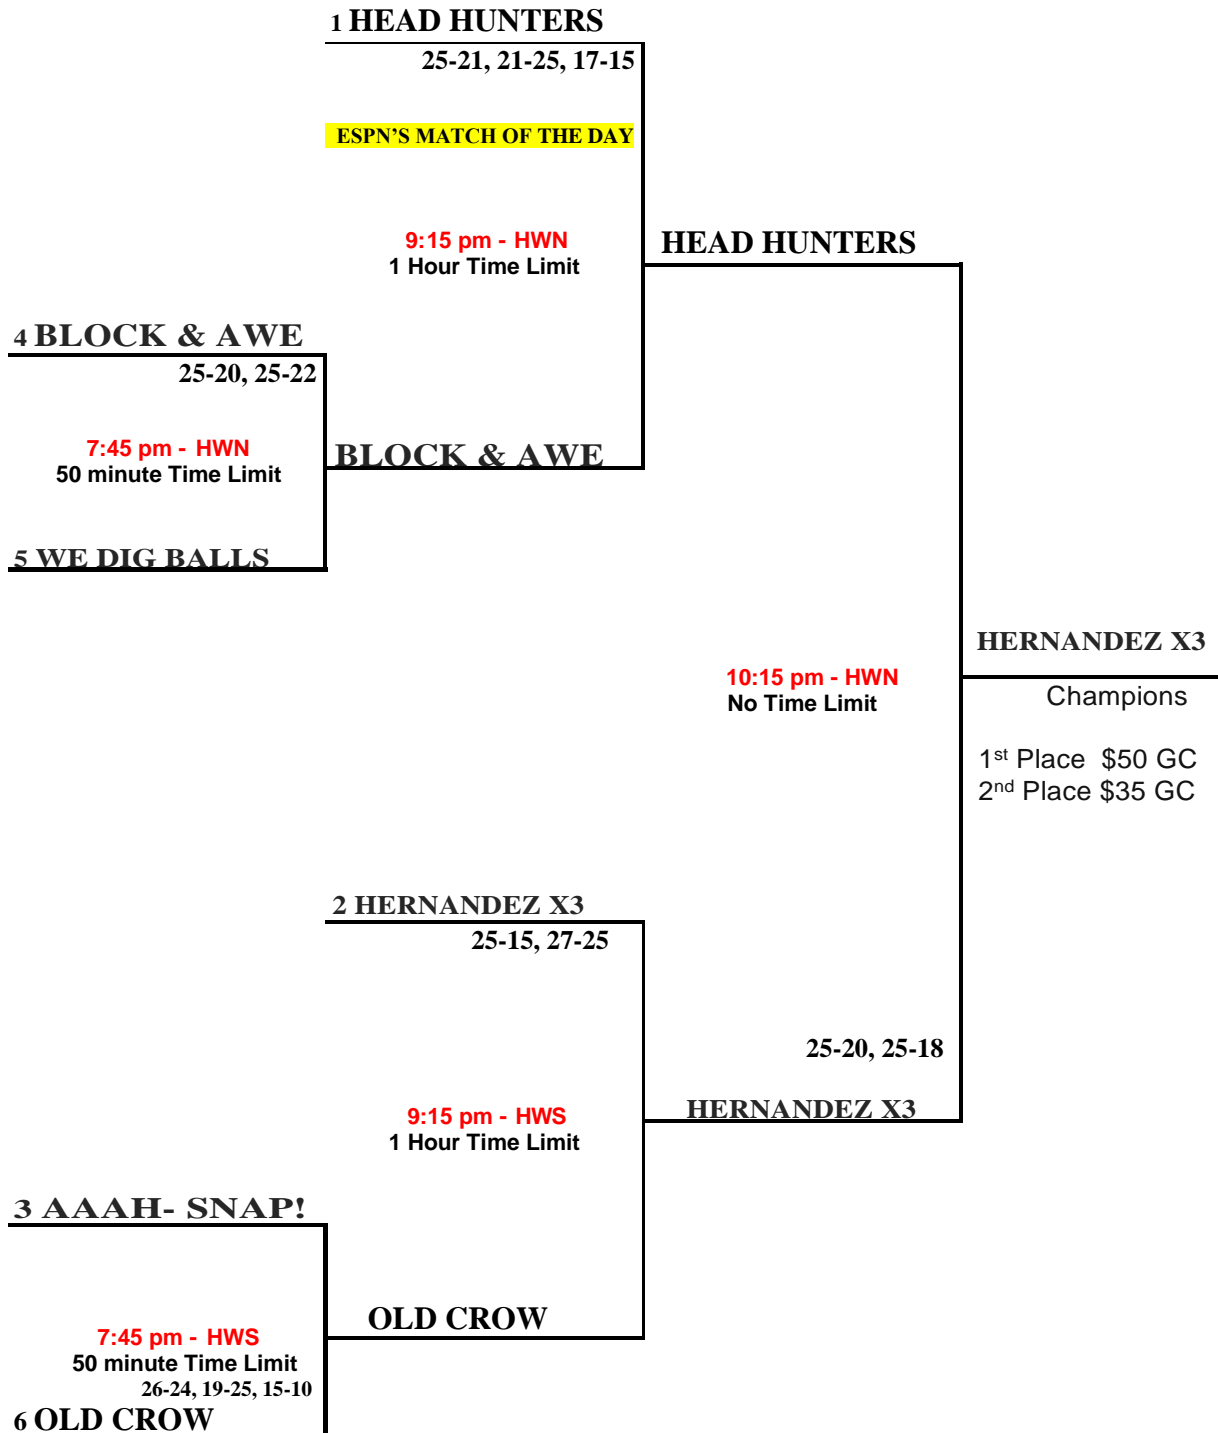 1 HEAD HUNTERS
25-21, 21-25, 17-15
ESPN'S MATCH OF THE DAY
9:15 pm - HWN
1 Hour Time Limit
HEAD HUNTERS
4 BLOCK & AWE
25-20, 25-22
7:45 pm - HWN
50 minute Time Limit
BLOCK & AWE
5 WE DIG BALLS
HERNANDEZ X3
10:15 pm - HWN
No Time Limit
Champions
1st Place $50 GC
2nd Place $35 GC
2 HERNANDEZ X3
25-15, 27-25
25-20, 25-18
9:15 pm - HWS
1 Hour Time Limit
HERNANDEZ X3
3 AAAH- SNAP!
OLD CROW
7:45 pm - HWS
50 minute Time Limit
26-24, 19-25, 15-10
6 OLD CROW